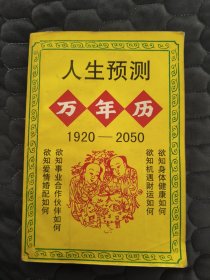 人生预测
万年历
1920—2050
欲知身体健康如何
欲知机遇财运如何
欲知事业合作伙伴如何
欲知爱情婚配如何